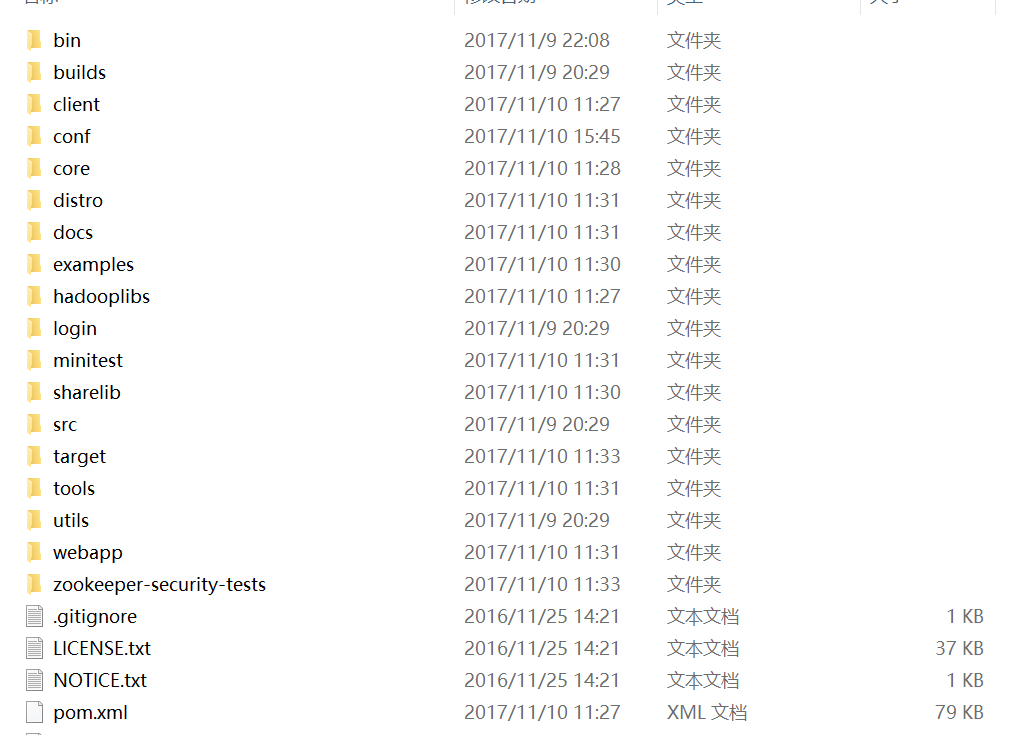 bin 2017/11/9 22:08 文件夹
builds 2017/11/9 20:29 文件夹
client 2017/11/10 11:27 文件夹
conf 2017/11/10 15:45 文件夹
core 2017/11/10 11:28 文件夹
distro 2017/11/10 11:31 文件夹
docs 2017/11/10 11:31 文件夹
examples 2017/11/10 11:30 文件夹
hadooplibs 2017/11/10 11:27 文件夹
login 2017/11/9 20:29 文件夹
minitest 2017/11/10 11:31 文件夹
sharelib 2017/11/10 11:30 文件夹
src 2017/11/9 20:29 文件夹
target 2017/11/10 11:33 文件夹
tools 2017/11/10 11:31 文件夹
utils 2017/11/9 20:29 文件夹
webapp 2017/11/10 11:31 文件夹
zookeeper-security-tests 2017/11/10 11:33 文件夹
.gitignore 2016/11/25 14:21 文本文档 1 KB
LICENSE.txt 2016/11/25 14:21 文本文档 37 KB
NOTICE.txt 2016/11/25 14:21 文本文档 1 KB
pom.xml 2017/11/10 11:27 XML 文档 79 KB